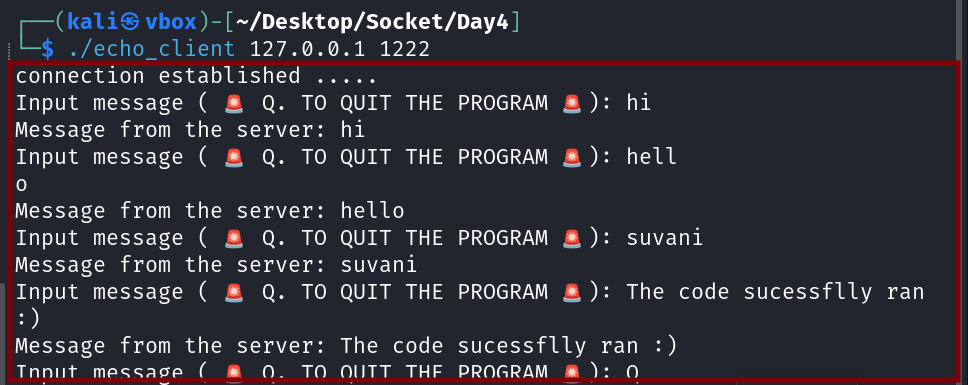 ┌──(kali㉿vbox)-[~/Desktop/Socket/Day4]
└─$ ./echo_client 127.0.0.1 1222
connection established .....
Input message ( 🚨 Q. TO QUIT THE PROGRAM 🚨): hi
Message from the server: hi
Input message ( 🚨 Q. TO QUIT THE PROGRAM 🚨): hell
o
Message from the server: hello
Input message ( 🚨 Q. TO QUIT THE PROGRAM 🚨): suvani
Message from the server: suvani
Input message ( 🚨 Q. TO QUIT THE PROGRAM 🚨): The code sucessflly ran
:)
Message from the server: The code sucessflly ran :)
Input message ( 🚨 Q. TO QUIT THE PROGRAM 🚨): Q